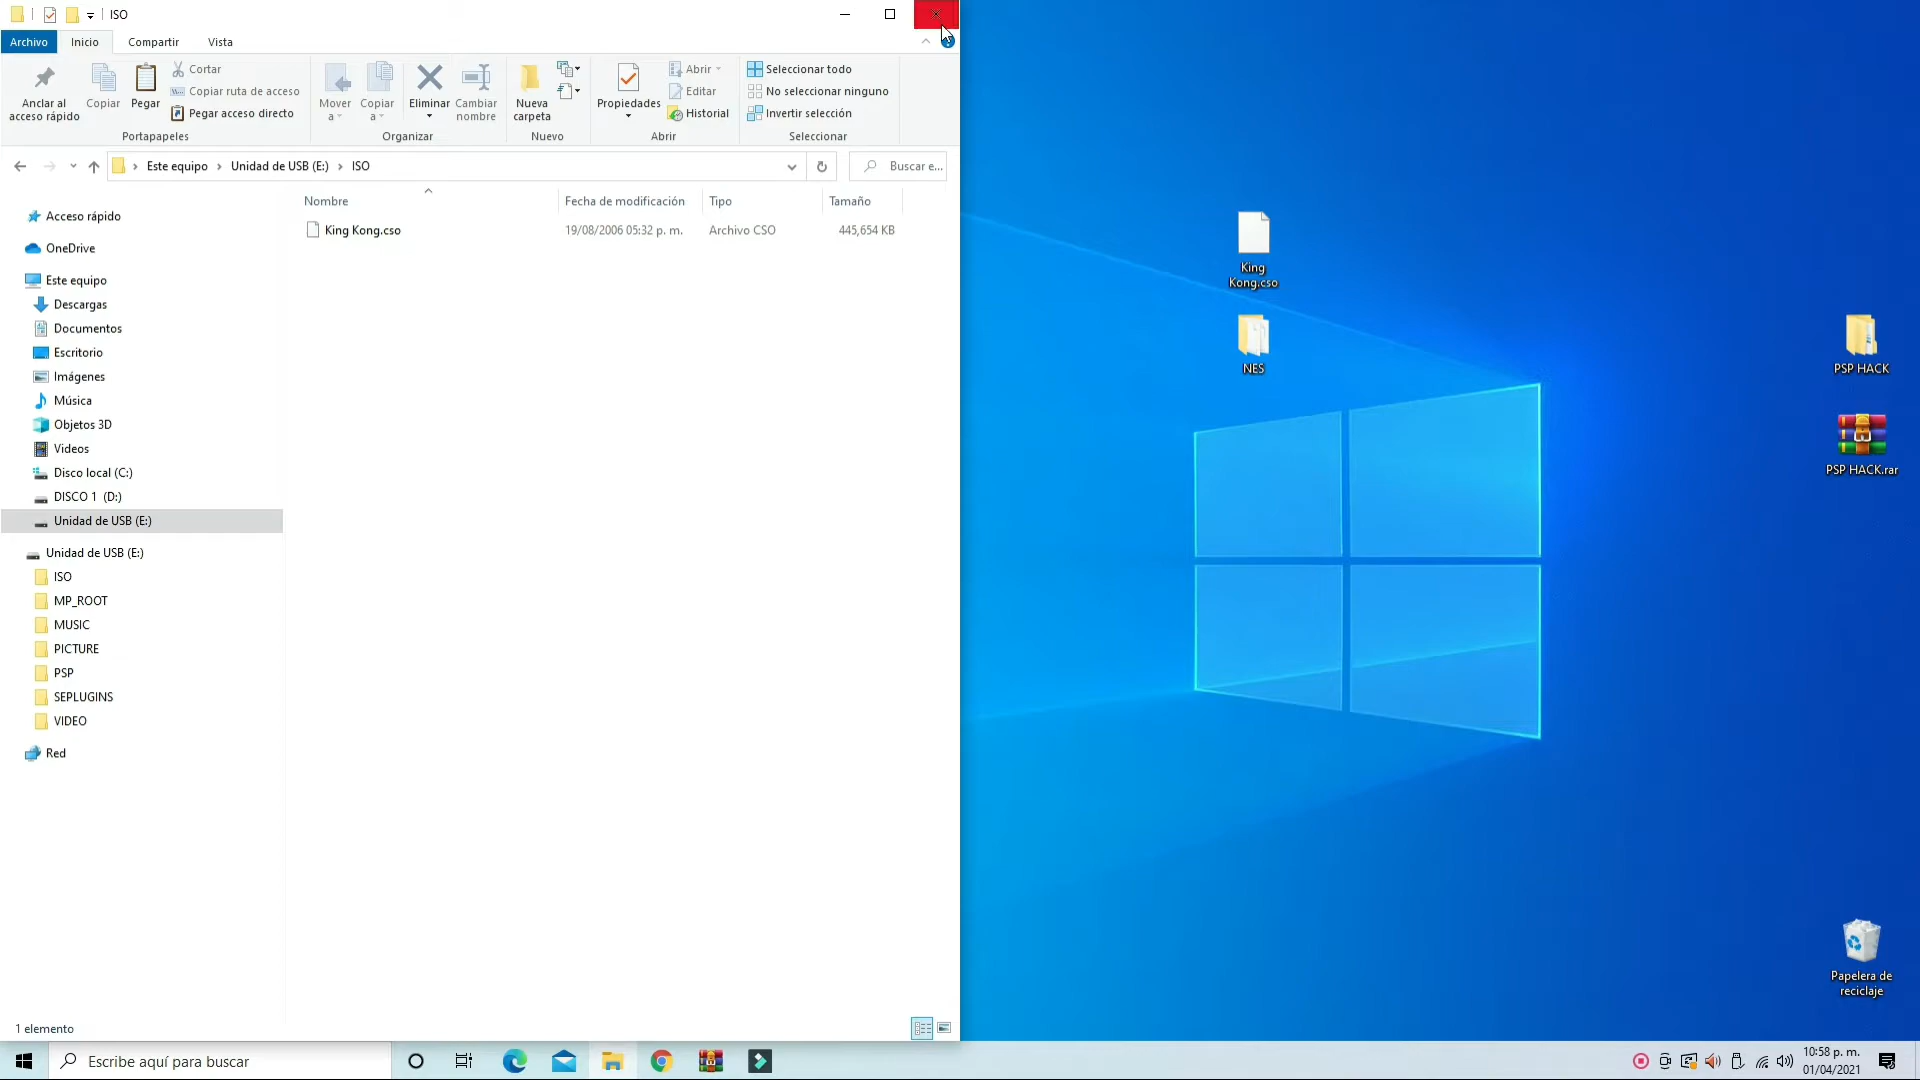 ISO
Archivo
Inicio
Compartir
Vista
Anclar al
acceso rápido
Copiar
Pegar
Cortar
Copiar ruta de acceso
Pegar acceso directo
Portapapeles
Mover
a
Copiar
a
Eliminar
Cambiar
nombre
Organizar
Nueva
carpeta
Nuevo
Propiedades
Abrir
Editar
Historial
Abrir
Seleccionar todo
No seleccionar ninguno
Invertir selección
Seleccionar
Este equipo
Unidad de USB (E:)
ISO
Buscar e...
Nombre
Fecha de modificación
Tipo
Tamaño
King Kong.cso
19/08/2006 05:32 p. m.
Archivo CSO
445,654 KB
Acceso rápido
OneDrive
Este equipo
Descargas
Documentos
Escritorio
Imágenes
Música
Objetos 3D
Videos
Disco local (C:)
DISCO 1 (D:)
Unidad de USB (E:)
Unidad de USB (E:)
ISO
MP_ROOT
MUSIC
PICTURE
PSP
SEPLUGINS
VIDEO
Red
1 elemento
King
Kong.cso
NES
PSP HACK
PSP HACK.rar
Papelera de
reciclaje
Escribe aquí para buscar
10:58 p. m.
01/04/2021